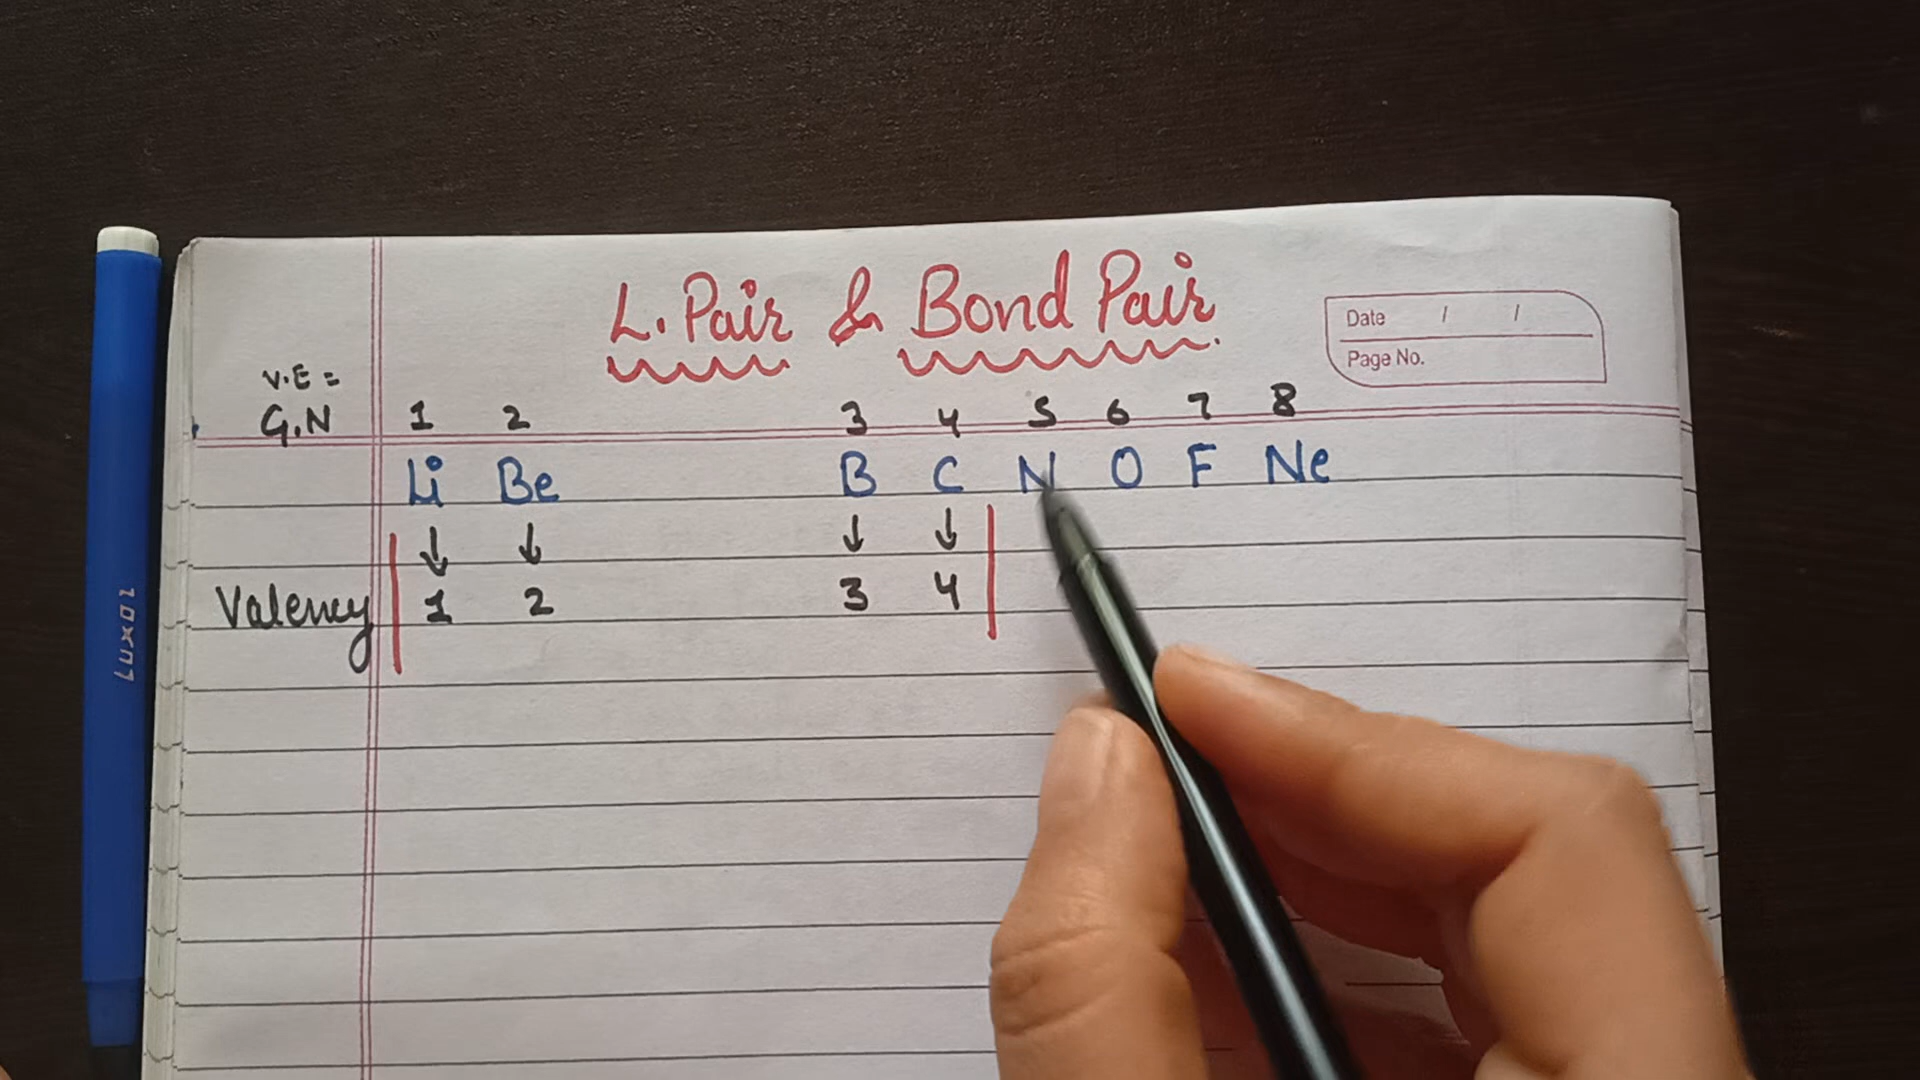 L. Pair & Bond Pair
Date / /
Page No.
V.E =
G.N 1 2 3 4 5 6 7 8
Li Be B C N O F Ne
↓ ↓ ↓ ↓
Valency 1 2 3 4
LUXOR